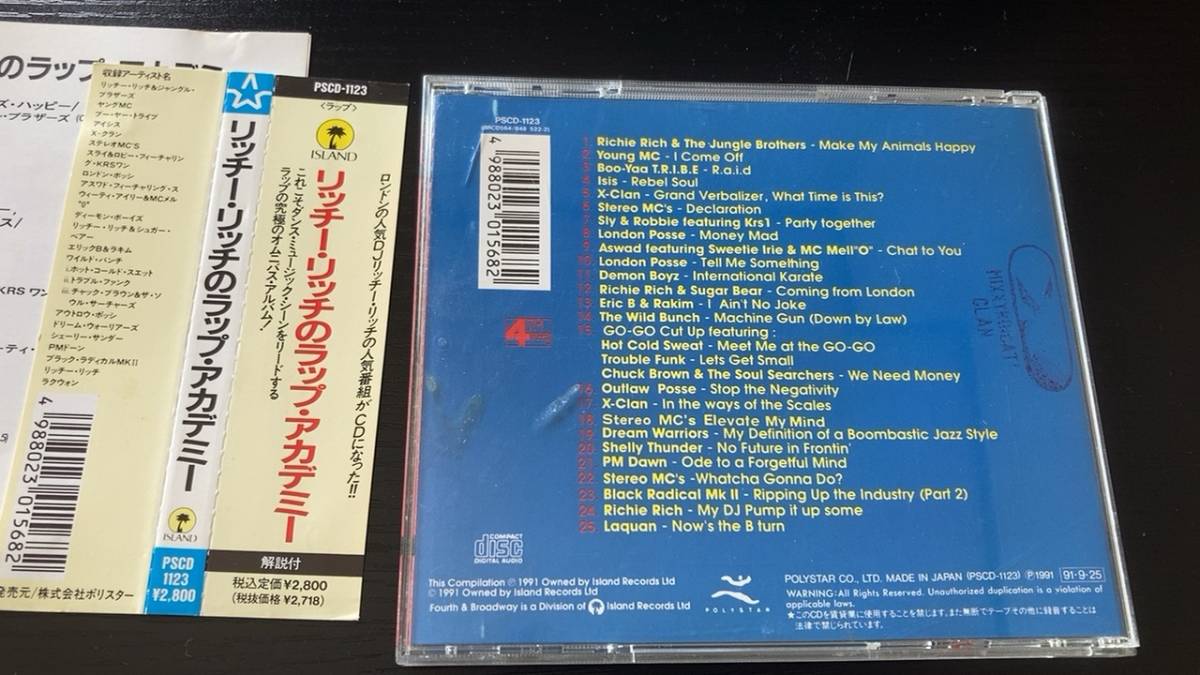 のラップ・アカデミー
ズ・ハッピー/
・ブラザーズ
ズ/
KRSワン
ーティ・
収録アーティスト名
リッチー・リッチ&ジャングル・
ブラザーズ
ヤングMC
ブー・ヤー・トライブ
アイシス
X-クラン
ステレオMC'S
スライ&ロビー・フィーチャリン
グ・KRSワン
ロンドン・ポッシ
アスワド・フィーチャリング・ス
ウィーティ・アイリー&MCメル
"O"
ディーモン・ボーイズ
リッチー・リッチ&シュガー・
ベアー
エリックB&ラキム
ワイルド・バンチ
i.ホット・コールド・スエット
ii.トラブル・ファンク
iii.チャック・ブラウン&ザ・ソ
ウル・サーチャーズ
アウトロウ・ポッシ
ドリーム・ウォーリアーズ
シェーリー・サンダー
PMドーン
ブラック・ラディカルMKII
リッチー・リッチ
ラクウォン
4 988023 015682
発売元/株式会社ポリスター
リッチー・リッチのラップ・アカデミー
ISLAND
PSCD
1123
¥2,800
PSCD-1123
〈ラップ〉
ISLAND
ロンドンの人気DJリッチー・リッチの人気番組がCDになった!!
これこそダンス・ミュージック・シーンをリードする
ラップの究極のオムニバス・アルバム!
リッチー・リッチのラップ・アカデミー
解説付
税込定価¥2,800
(税抜価格¥2,718)
PSCD-1123
(BRCD564/848 522-2)
4 988023 015682
1. Richie Rich & The Jungle Brothers - Make My Animals Happy
2. Young MC - I Come Off
3. Boo-Yaa T.R.I.B.E - R.a.i.d
4. Isis - Rebel Soul
5. X-Clan - Grand Verbalizer, What Time is This?
6. Stereo MC's - Declaration
7. Sly & Robbie featuring Krs1 - Party together
8. London Posse - Money Mad
9. Aswad featuring Sweetie Irie & MC Mell"O" - Chat to You
10. London Posse - Tell Me Something
11. Demon Boyz - International Karate
12. Richie Rich & Sugar Bear - Coming from London
13. Eric B & Rakim - I Ain't No Joke
14. The Wild Bunch - Machine Gun (Down by Law)
15. GO-GO Cut Up featuring :
Hot Cold Sweat - Meet Me at the GO-GO
Trouble Funk - Lets Get Small
Chuck Brown & The Soul Searchers - We Need Money
16. Outlaw Posse - Stop the Negativity
17. X-Clan - In the ways of the Scales
18. Stereo MC's Elevate My Mind
19. Dream Warriors - My Definition of a Boombastic Jazz Style
20. Shelly Thunder - No Future in Frontin'
21. PM Dawn - Ode to a Forgetful Mind
22. Stereo MC's -Whatcha Gonna Do?
23. Black Radical Mk II - Ripping Up the Industry (Part 2)
24. Richie Rich - My DJ Pump it up some
25. Laquan - Now's the B turn
4
CLAN
COMPACT
disc
DIGITAL AUDIO
This Compilation ℗ 1991 Owned by Island Records Ltd
© 1991 Owned by Island Records Ltd
Fourth & Broadway is a Division of Island Records Ltd
POLYSTAR
POLYSTAR CO., LTD. MADE IN JAPAN (PSCD-1123) ℗1991 91-9-25
WARNING: All Rights Reserved. Unauthorized duplication is a violation of
applicable laws.
★このCDを賃貸業に使用することを禁じます。また無断でテープその他に録音することは
法律で禁じられています。